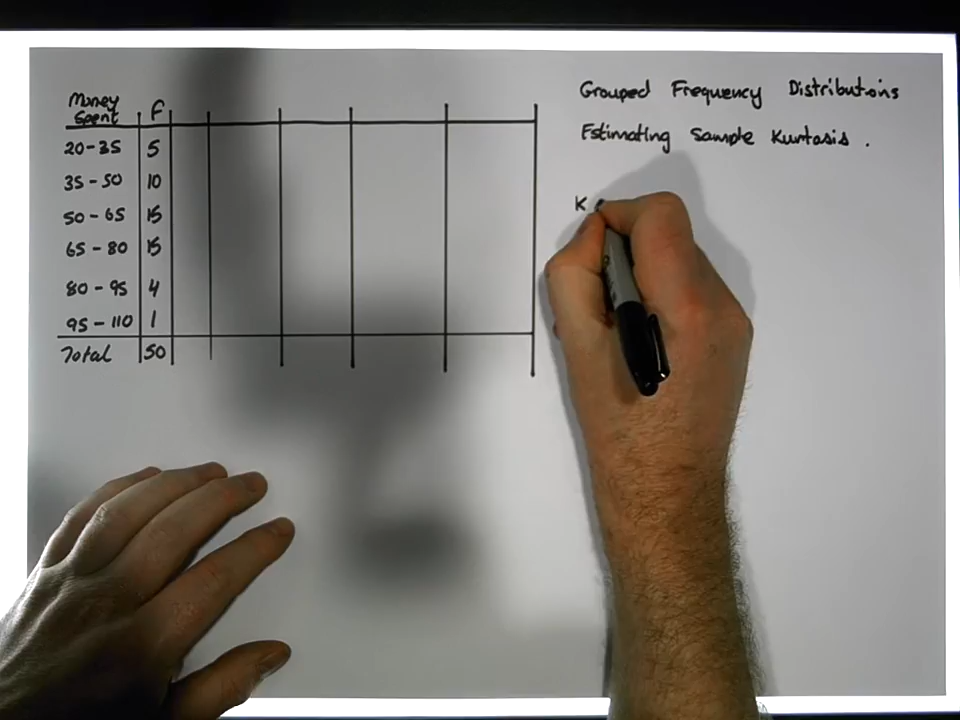 Money Spent F
20-35 5
35-50 10
50-65 15
65-80 15
80-95 4
95-110 1
Total 50
Grouped Frequency Distributions
Estimating Sample Kurtosis.
K